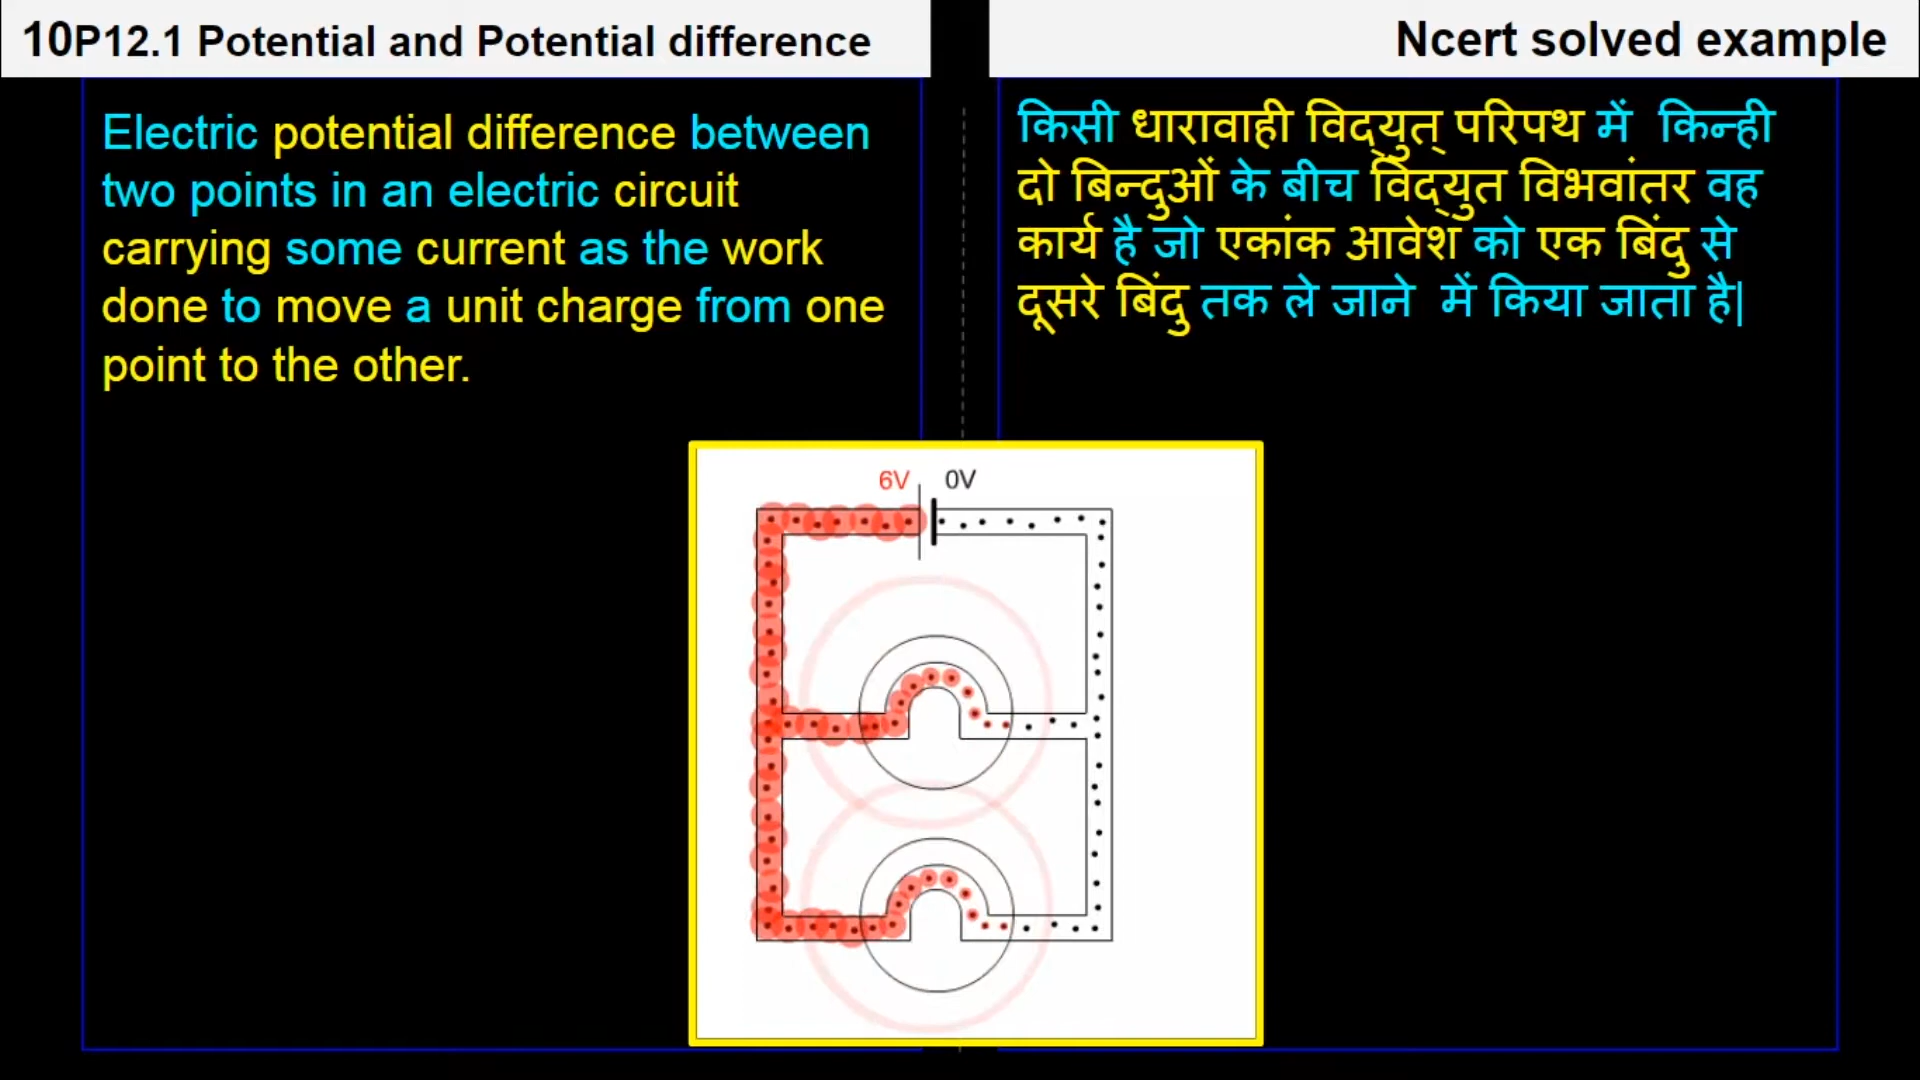 10P12.1 Potential and Potential difference
Ncert solved example
Electric potential difference between
two points in an electric circuit
carrying some current as the work
done to move a unit charge from one
point to the other.
किसी धारावाही विद्युत् परिपथ में किन्ही
दो बिन्दुओं के बीच विद्युत विभवांतर वह
कार्य है जो एकांक आवेश को एक बिंदु से
दूसरे बिंदु तक ले जाने में किया जाता है|
6V 0V